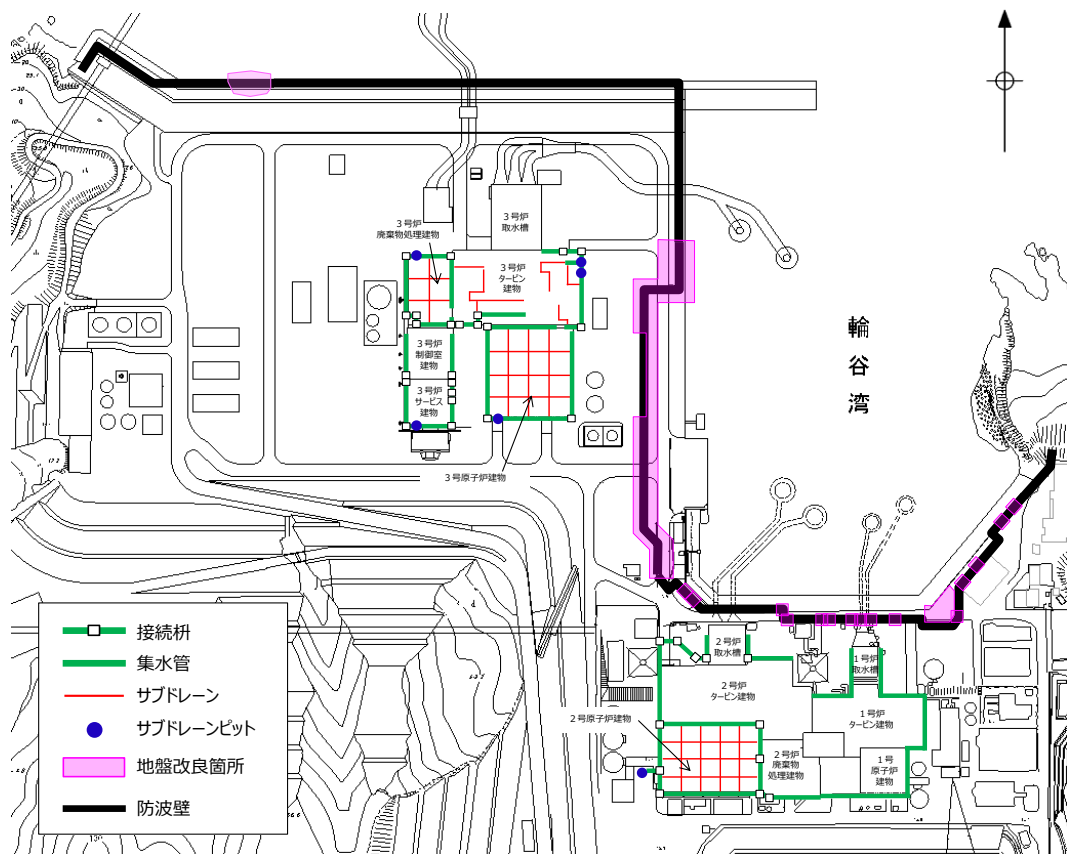 3号炉
取水槽
3号炉
廃棄物処理建物
3号炉
タービン
建物
輪
谷
湾
3号炉
制御室
建物
3号炉
サービス
建物
3号原子炉建物
接続桝
集水管
サブドレーン
サブドレーンピット
地盤改良箇所
防波壁
2号炉
取水槽
1号炉
取水槽
2号炉
タービン建物
2号原子炉建物
1号炉
タービン建物
2号炉
廃棄物
処理建物
1号
原子炉
建物